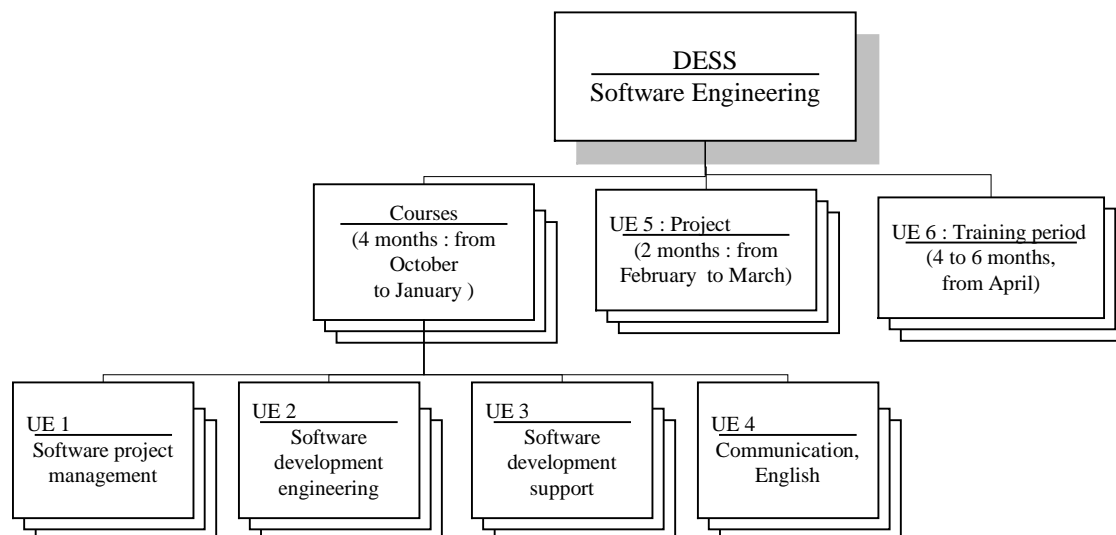 DESS
Software Engineering
Courses
(4 months : from
October
to January )
UE 5 : Project
(2 months : from
February to March)
UE 6 : Training period
(4 to 6 months,
from April)
UE 1
Software project
management
UE 2
Software
development
engineering
UE 3
Software
development
support
UE 4
Communication,
English